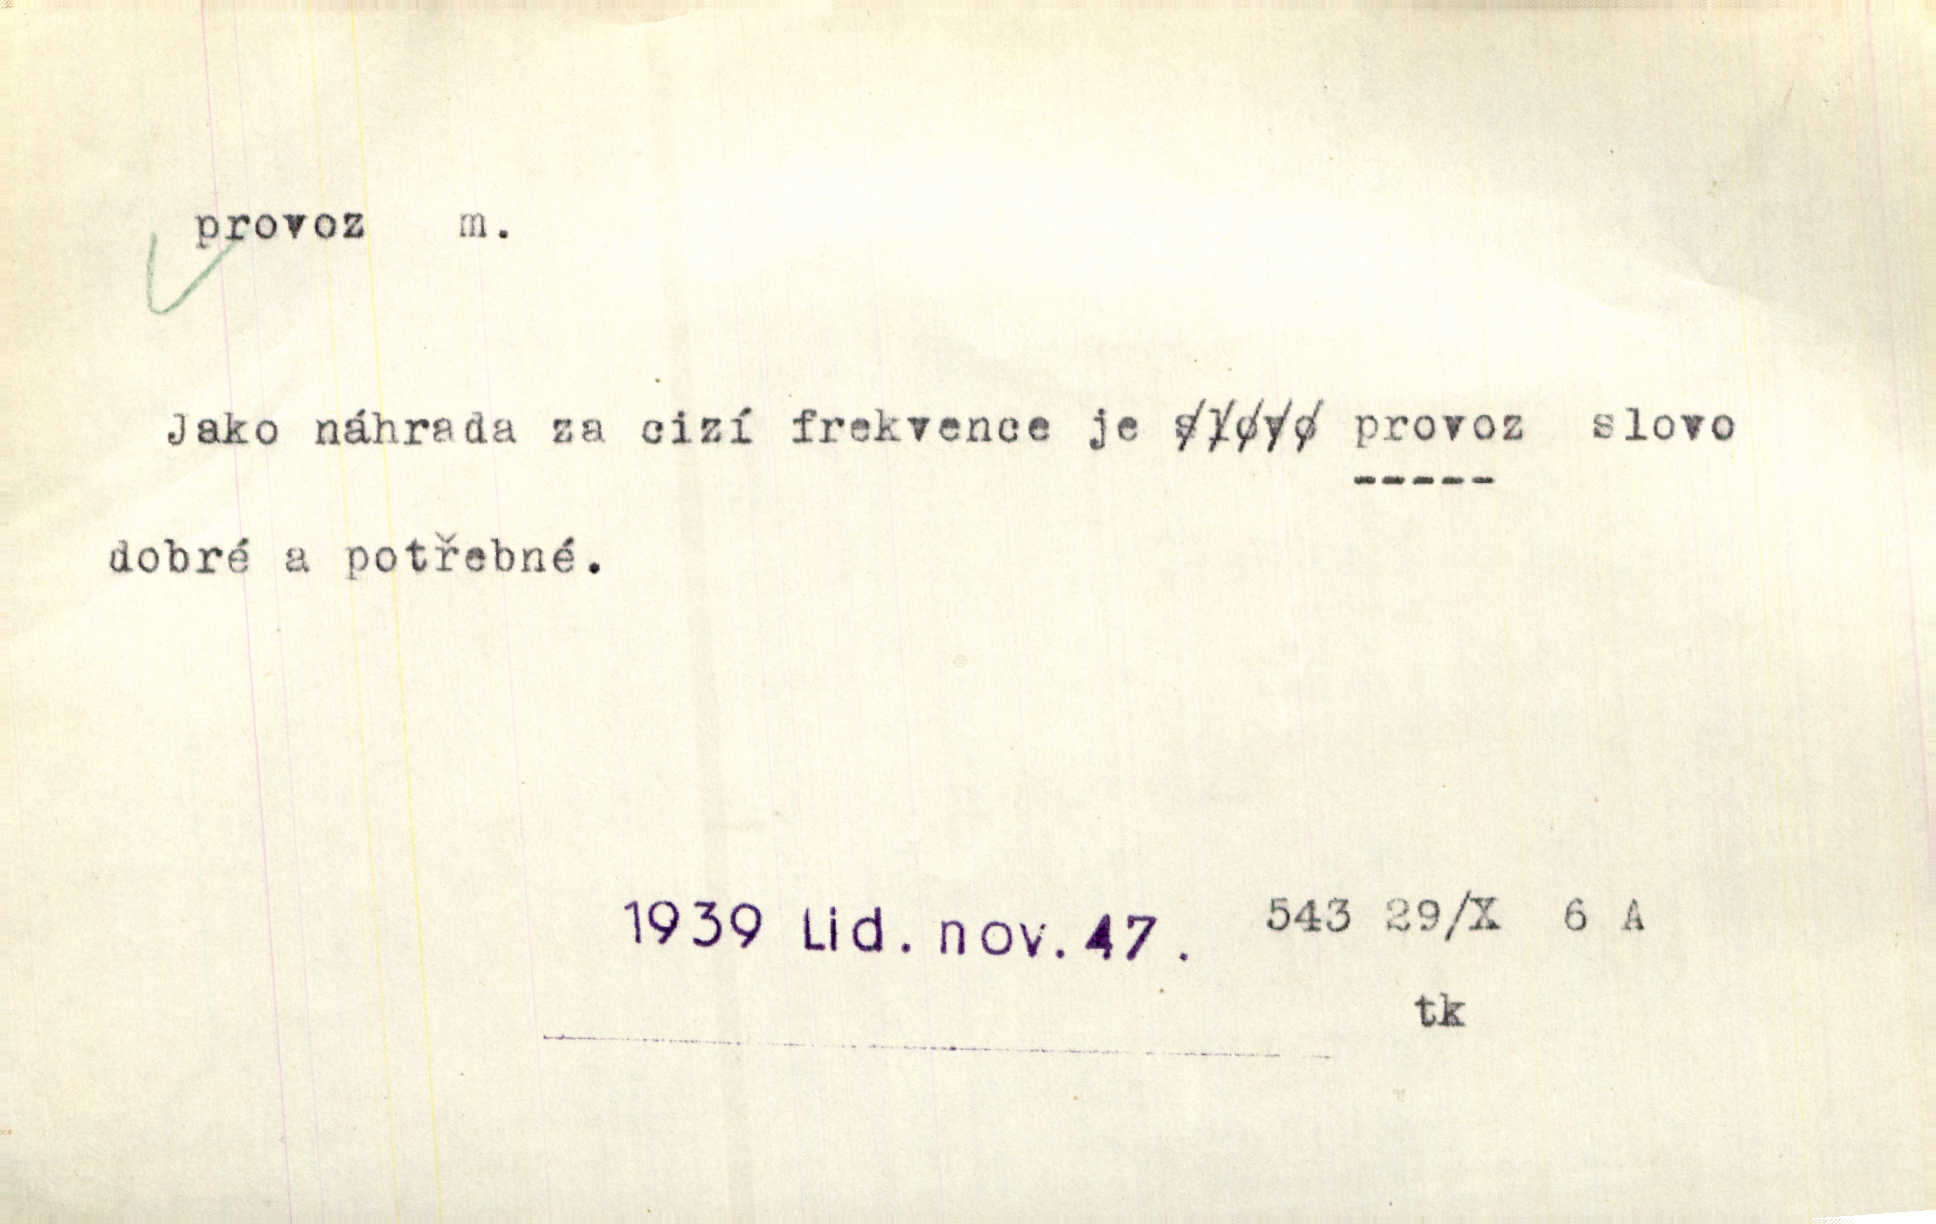 provoz m.
Jako náhrada za cizí frekvence je slovo provoz slovo
dobré a potřebné.
1939 Lid. nov. 47. 543 29/X 6 A
tk